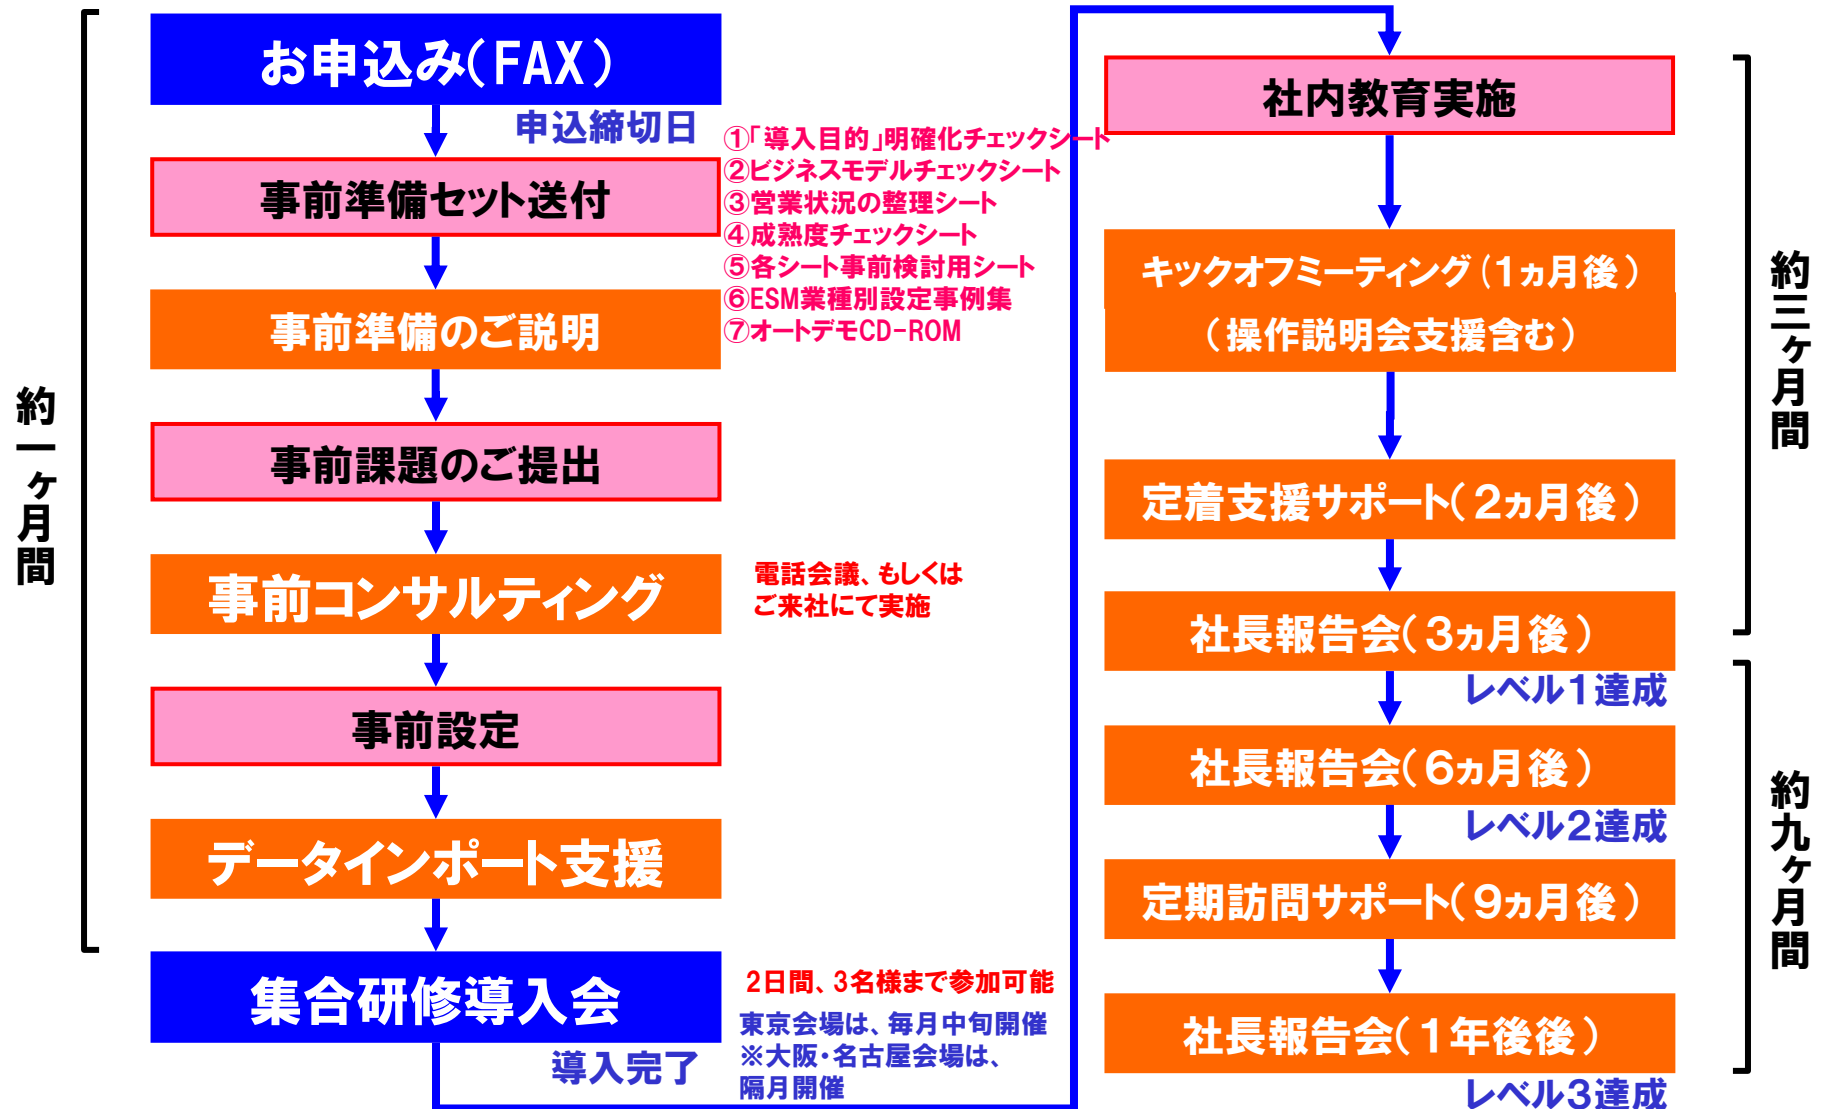 約一ヶ月間
お申込み(FAX)
申込締切日
事前準備セット送付
①「導入目的」明確化チェックシート
②ビジネスモデルチェックシート
③営業状況の整理シート
④成熟度チェックシート
⑤各シート事前検討用シート
⑥ESM業種別設定事例集
⑦オートデモCD-ROM
事前準備のご説明
事前課題のご提出
事前コンサルティング
電話会議、もしくは
ご来社にて実施
事前設定
データインポート支援
集合研修導入会
2日間、3名様まで参加可能
東京会場は、毎月中旬開催
※大阪・名古屋会場は、
隔月開催
導入完了
社内教育実施
キックオフミーティング(1ヵ月後)
(操作説明会支援含む)
定着支援サポート(2ヵ月後)
社長報告会(3ヵ月後)
レベル1達成
約三ヶ月間
社長報告会(6ヵ月後)
レベル2達成
定期訪問サポート(9ヵ月後)
社長報告会(1年後後)
レベル3達成
約九ヶ月間